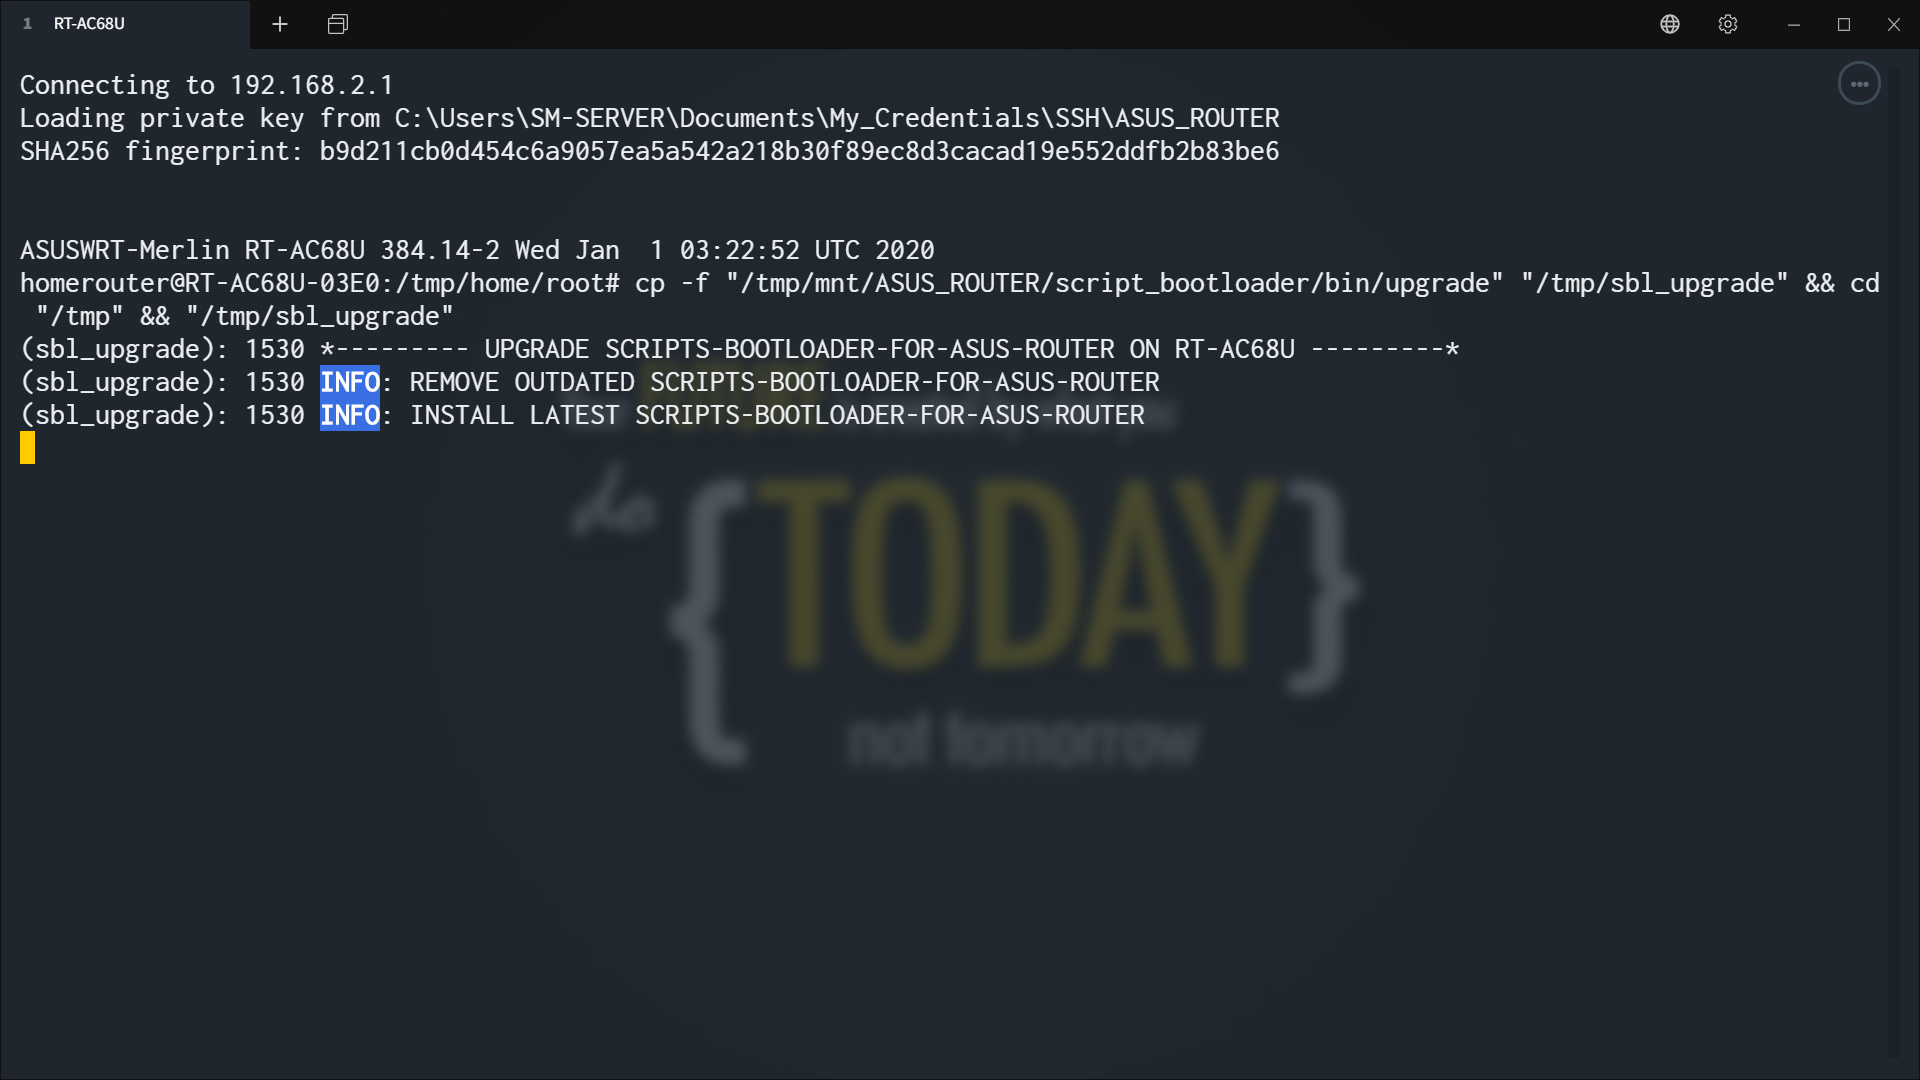 1 RT-AC68U
Connecting to 192.168.2.1
Loading private key from C:\Users\SM-SERVER\Documents\My_Credentials\SSH\ASUS_ROUTER
SHA256 fingerprint: b9d211cb0d454c6a9057ea5a542a218b30f89ec8d3cacad19e552ddfb2b83be6
ASUSWRT-Merlin RT-AC68U 384.14-2 Wed Jan  1 03:22:52 UTC 2020
homerouter@RT-AC68U-03E0:/tmp/home/root# cp -f "/tmp/mnt/ASUS_ROUTER/script_bootloader/bin/upgrade" "/tmp/sbl_upgrade" && cd
"/tmp" && "/tmp/sbl_upgrade"
(sbl_upgrade): 1530 *--------- UPGRADE SCRIPTS-BOOTLOADER-FOR-ASUS-ROUTER ON RT-AC68U ---------*
(sbl_upgrade): 1530 INFO: REMOVE OUTDATED SCRIPTS-BOOTLOADER-FOR-ASUS-ROUTER
(sbl_upgrade): 1530 INFO: INSTALL LATEST SCRIPTS-BOOTLOADER-FOR-ASUS-ROUTER
do {TODAY}
not tomorrow